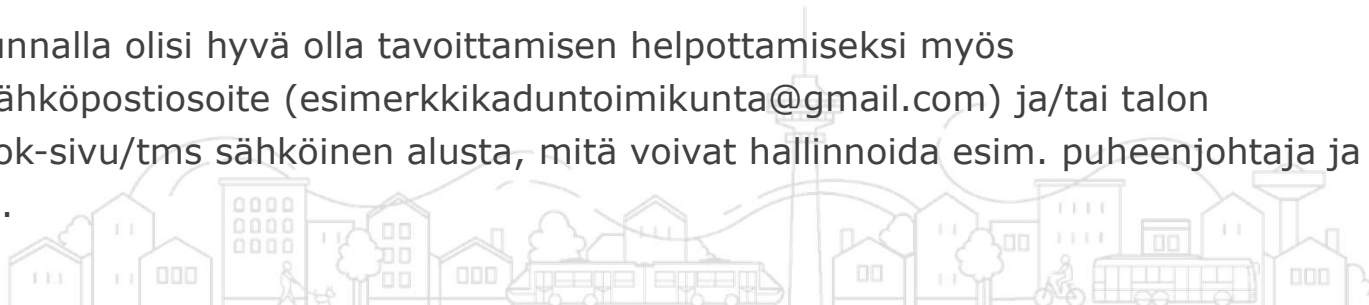 unnalla olisi hyvä olla tavoittamisen helpottamiseksi myös
ähköpostiosoite (esimerkkikaduntoimikunta@gmail.com) ja/tai talon
ok-sivu/tms sähköinen alusta, mitä voivat hallinnoida esim. puheenjohtaja ja
.